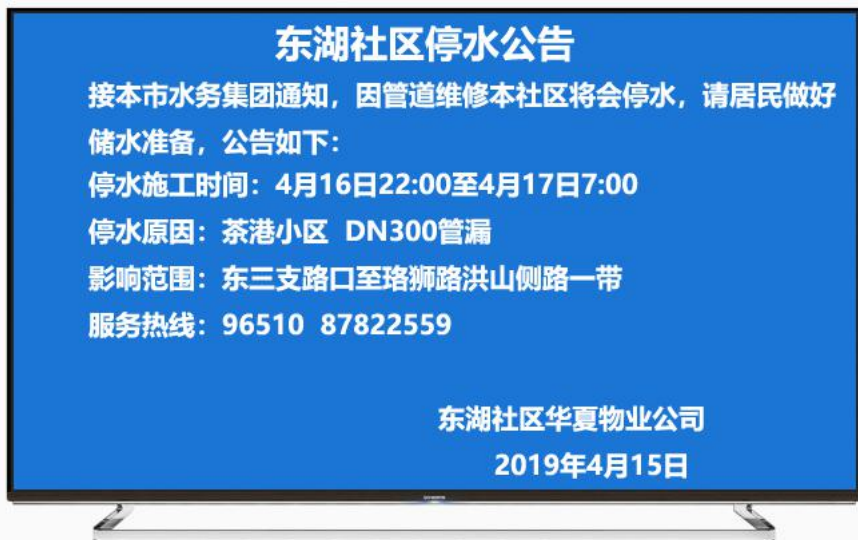 东湖社区停水公告
接本市水务集团通知，因管道维修本社区将会停水，请居民做好
储水准备，公告如下：
停水施工时间：4月16日22:00至4月17日7:00
停水原因：茶港小区 DN300管漏
影响范围：东三支路口至珞狮路洪山侧路一带
服务热线：96510 87822559
东湖社区华夏物业公司
2019年4月15日